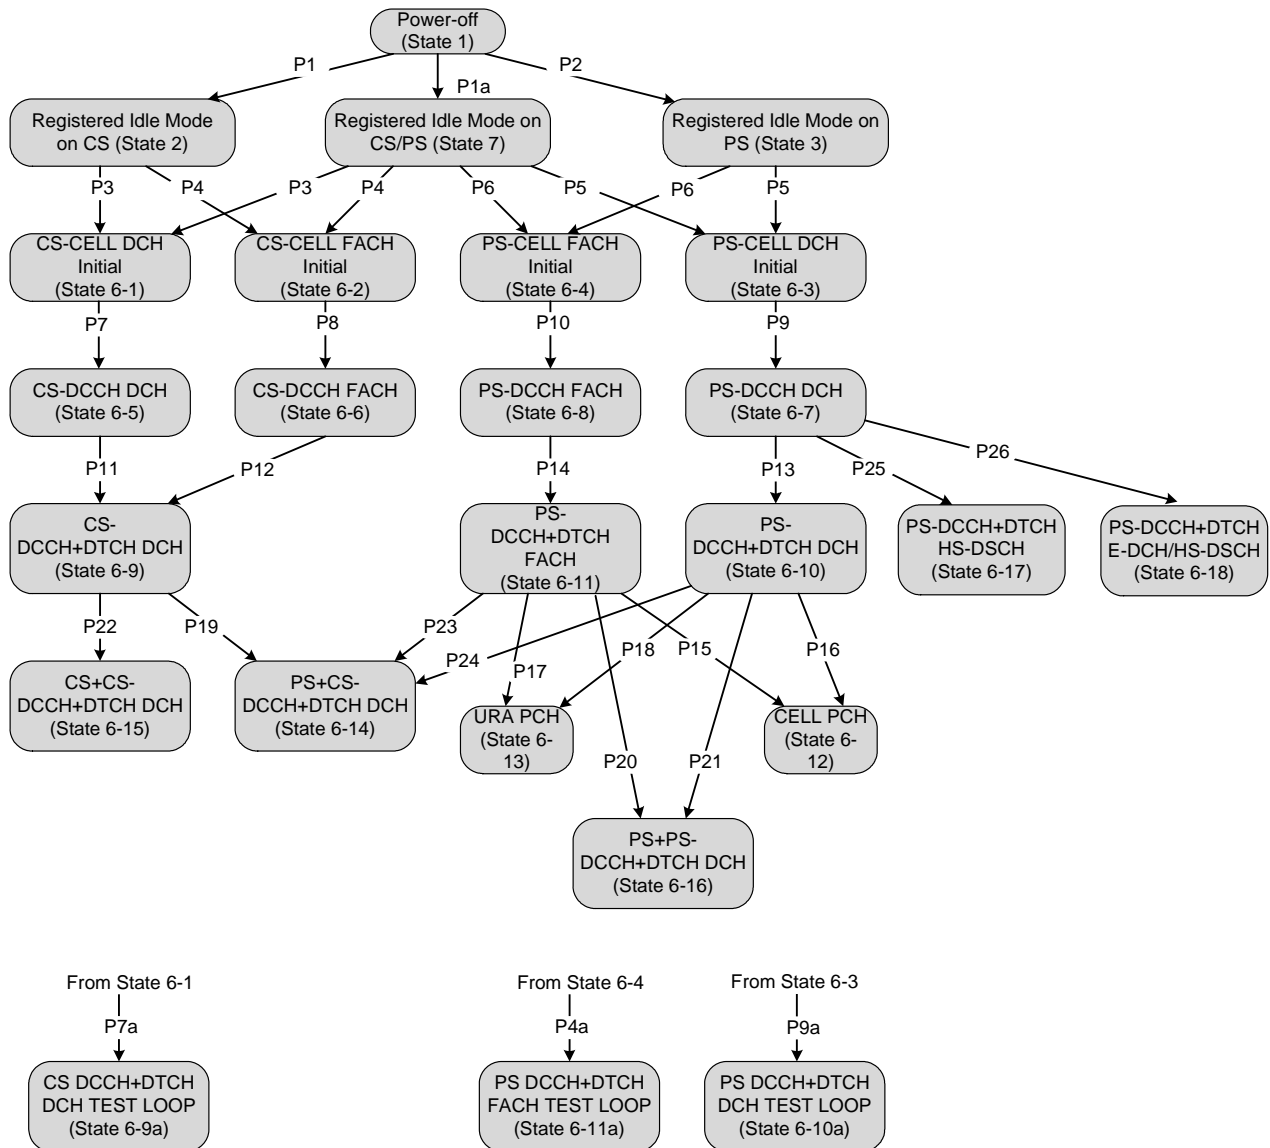 Power-off
(State 1)
P1
P1a
P2
Registered Idle Mode
on CS (State 2)
Registered Idle Mode on
CS/PS (State 7)
Registered Idle Mode on
PS (State 3)
P3
P4
P3
P4
P6
P5
P6
P5
CS-CELL DCH
Initial
(State 6-1)
CS-CELL FACH
Initial
(State 6-2)
PS-CELL FACH
Initial
(State 6-4)
PS-CELL DCH
Initial
(State 6-3)
P7
P8
P10
P9
CS-DCCH DCH
(State 6-5)
CS-DCCH FACH
(State 6-6)
PS-DCCH FACH
(State 6-8)
PS-DCCH DCH
(State 6-7)
P11
P12
P14
P13
P25
P26
CS-
DCCH+DTCH DCH
(State 6-9)
PS-
DCCH+DTCH
FACH
(State 6-11)
PS-
DCCH+DTCH DCH
(State 6-10)
PS-DCCH+DTCH
HS-DSCH
(State 6-17)
PS-DCCH+DTCH
E-DCH/HS-DSCH
(State 6-18)
P22
P19
P23
P24
P17
P18
P15
P16
CS+CS-
DCCH+DTCH DCH
(State 6-15)
PS+CS-
DCCH+DTCH DCH
(State 6-14)
URA PCH
(State 6-
13)
CELL PCH
(State 6-
12)
P20
P21
PS+PS-
DCCH+DTCH DCH
(State 6-16)
From State 6-1
P7a
CS DCCH+DTCH
DCH TEST LOOP
(State 6-9a)
From State 6-4
P4a
PS DCCH+DTCH
FACH TEST LOOP
(State 6-11a)
From State 6-3
P9a
PS DCCH+DTCH
DCH TEST LOOP
(State 6-10a)